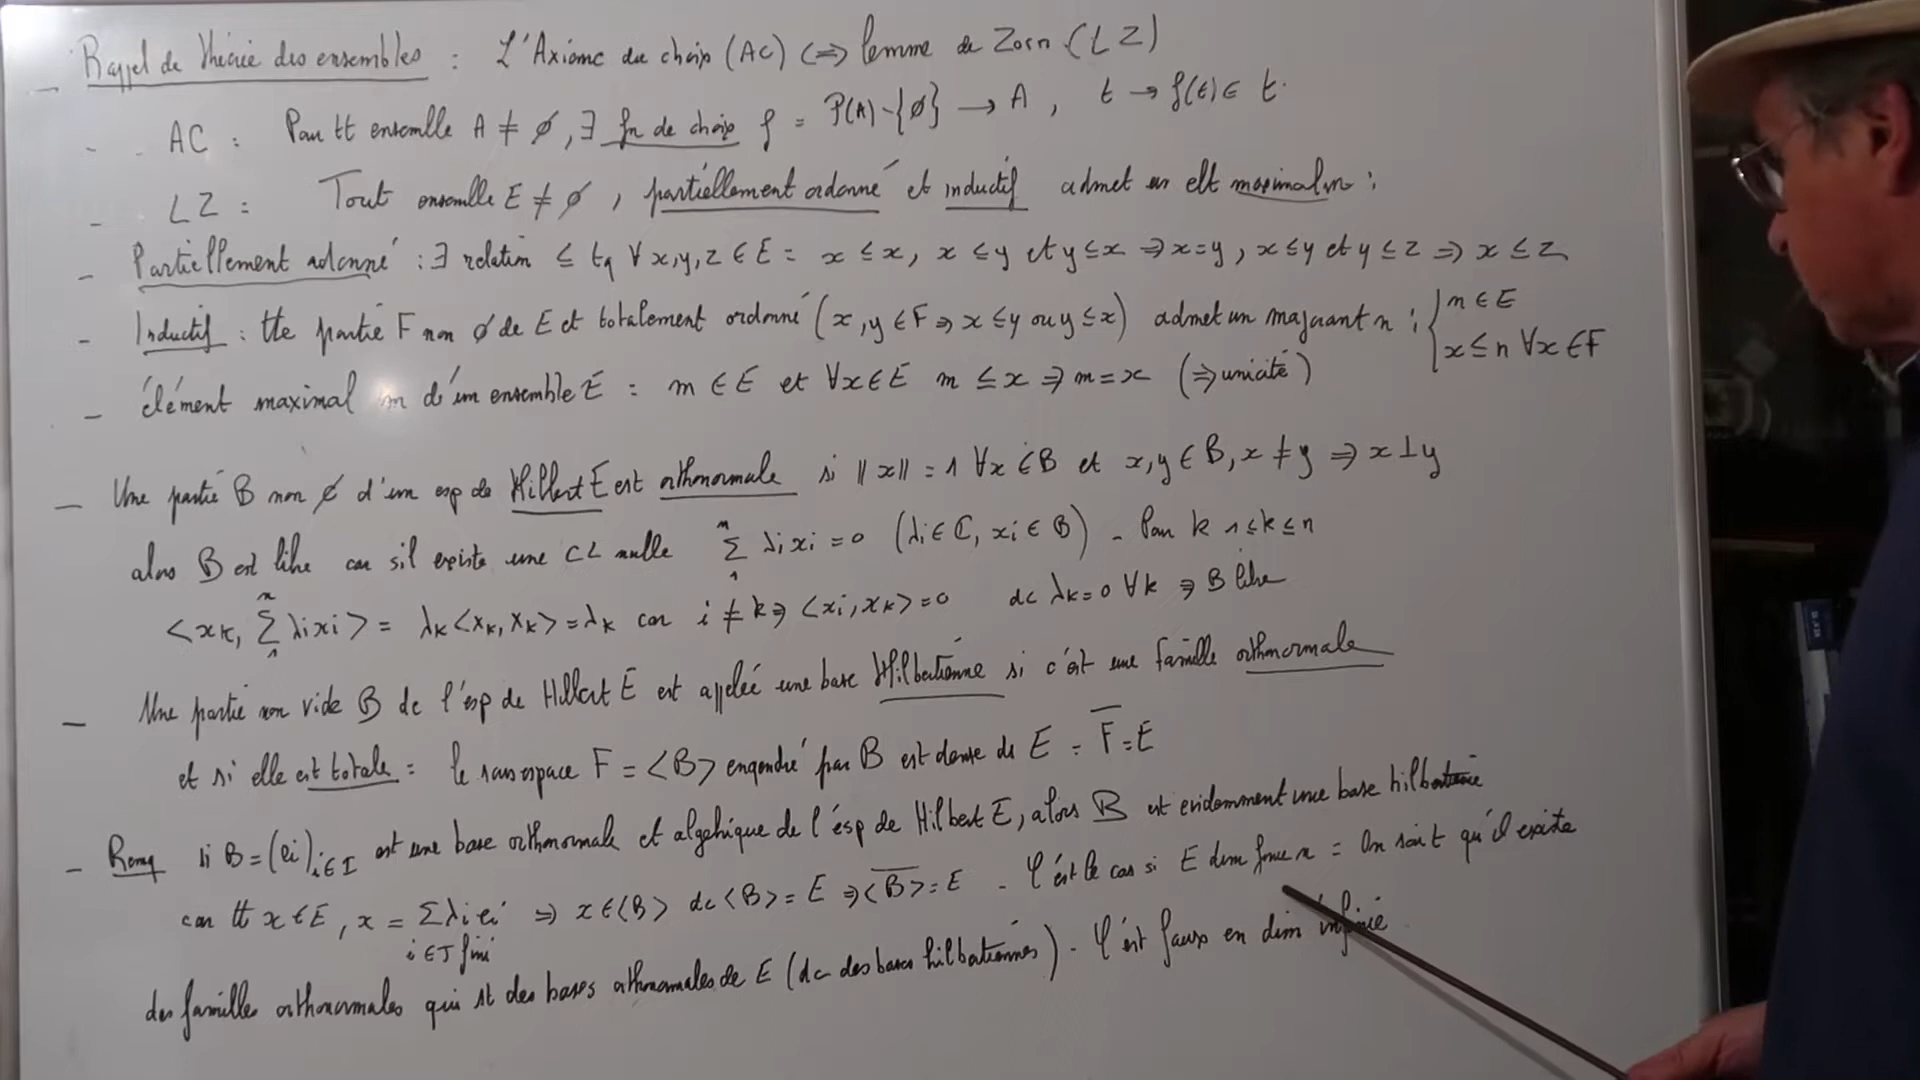 - Rappel de théorie des ensembles : L'Axiome du choix (AC) <=> lemme de Zorn (LZ)
- AC : Pour tt ensemble A ≠ ∅, ∃ fn de choix f = P(A) - {∅} → A , t → f(t) ∈ t.
- LZ = Tout ensemble E ≠ ∅ , partiellement ordonné et inductif admet un elt maximal m :
- Partiellement ordonné : ∃ relation ≤ tq ∀ x,y,z ∈ E = x ≤ x, x ≤ y et y ≤ x => x = y, x ≤ y et y ≤ z => x ≤ z
- Inductif : tte partie F non ∅ de E et totalement ordonné (x,y ∈ F => x ≤ y ou y ≤ x) admet un majorant n : { n ∈ E
x ≤ n ∀x ∈ F
- élément maximal m d'un ensemble E : m ∈ E et ∀x ∈ E m ≤ x => m = x (=> unicité)
- Une partie B non ∅ d'un esp de Hilbert E est orthonormale si ||x|| = 1 ∀x ∈ B et x,y ∈ B, x ≠ y => x ⊥ y
alors B est libre car s'il existe une CL nulle Σ₁ⁿ λi xi = 0 (λi ∈ C, xi ∈ B) - Pour k 1 ≤ k ≤ n
<xk, Σ₁ⁿ λi xi> = λk <xk, xk> = λk car i ≠ k => <xi, xk> = 0 dc λk = 0 ∀k => B libre
- Une partie non vide B de l'esp de Hilbert E est appelée une base Hilbertienne si c'est une famille orthonormale
et si elle est totale = le sous espace F = <B> engendré par B est dense ds E = F̅ = E
- Remq si B = (ei)i∈I est une base orthonormale et algébrique de l'ésp de Hilbert E, alors B est evidemment une base hilbertienne
car tt x ∈ E, x = Σ λi ei => x ∈ <B> dc <B> = E => <B>̅ = E - C'est le cas si E dim finie n = On sait qu'il existe
i ∈ J fini
des familles orthonormales qui st des bases orthonormales de E (dc des bases hilbertiennes) - C'est faux en dim infinie